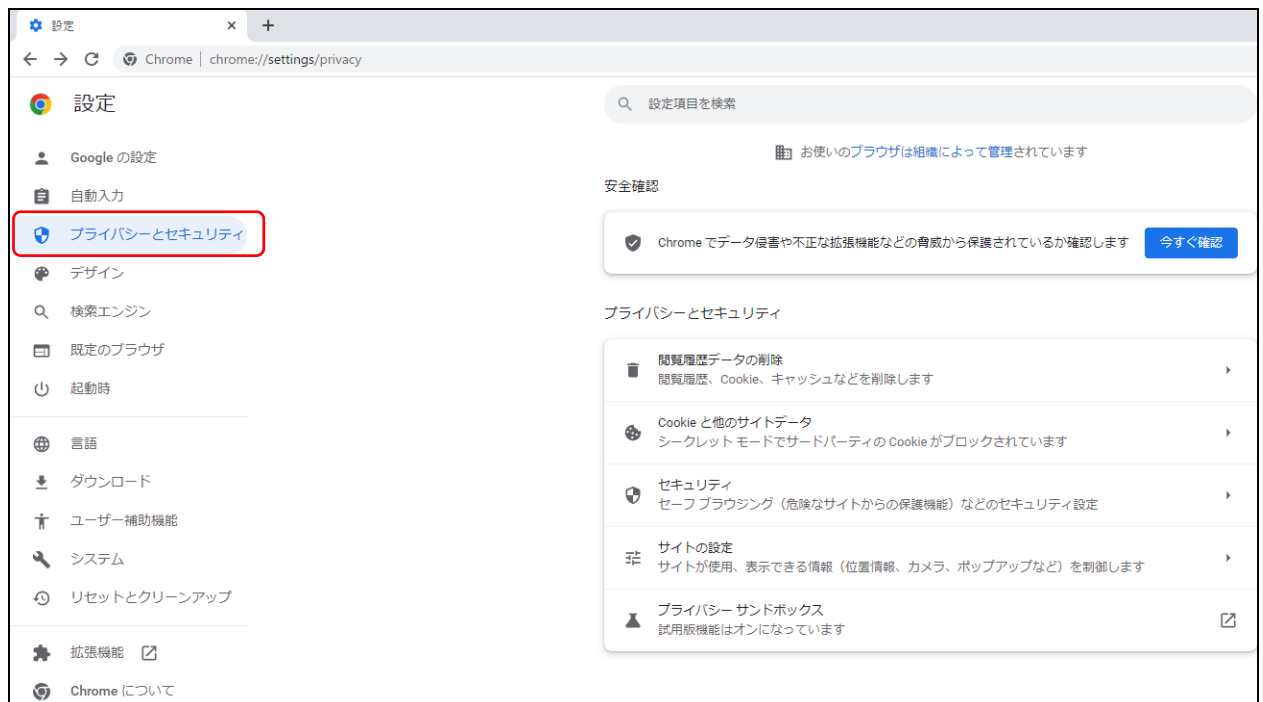 設定
Chrome | chrome://settings/privacy
設定
設定項目を検索
Google の設定
自動入力
プライバシーとセキュリティ
デザイン
検索エンジン
既定のブラウザ
起動時
言語
ダウンロード
ユーザー補助機能
システム
リセットとクリーンアップ
拡張機能
Chrome について
お使いのブラウザは組織によって管理されています
安全確認
Chrome でデータ侵害や不正な拡張機能などの脅威から保護されているか確認します
今すぐ確認
プライバシーとセキュリティ
閲覧履歴データの削除
閲覧履歴、Cookie、キャッシュなどを削除します
Cookie と他のサイトデータ
シークレット モードでサードパーティの Cookie がブロックされています
セキュリティ
セーフ ブラウジング（危険なサイトからの保護機能）などのセキュリティ設定
サイトの設定
サイトが使用、表示できる情報（位置情報、カメラ、ポップアップなど）を制御します
プライバシー サンドボックス
試用版機能はオンになっています